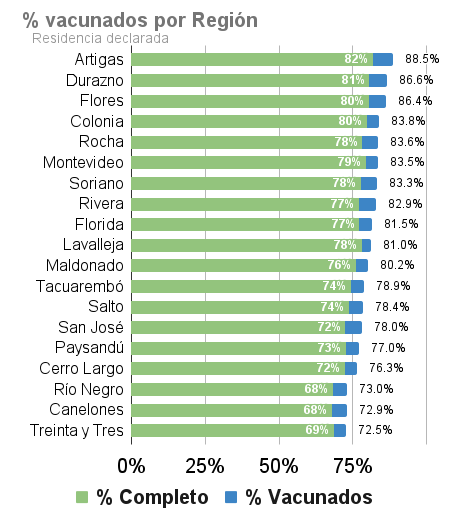 % vacunados por Región
Residencia declarada
Artigas 82% 88.5%
Durazno 81% 86.6%
Flores 80% 86.4%
Colonia 80% 83.8%
Rocha 78% 83.6%
Montevideo 79% 83.5%
Soriano 78% 83.3%
Rivera 77% 82.9%
Florida 77% 81.5%
Lavalleja 78% 81.0%
Maldonado 76% 80.2%
Tacuarembó 74% 78.9%
Salto 74% 78.4%
San José 72% 78.0%
Paysandú 73% 77.0%
Cerro Largo 72% 76.3%
Río Negro 68% 73.0%
Canelones 68% 72.9%
Treinta y Tres 69% 72.5%
0% 25% 50% 75%
% Completo % Vacunados